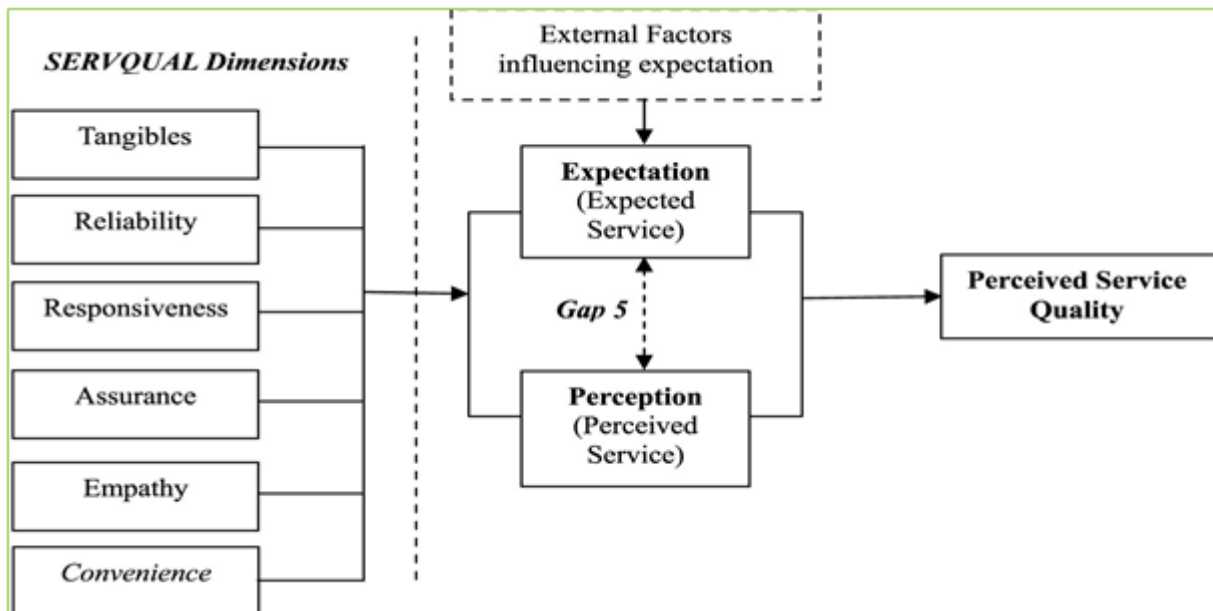 SERVQUAL Dimensions
Tangibles
Reliability
Responsiveness
Assurance
Empathy
Convenience
External Factors
influencing expectation
Expectation
(Expected
Service)
Gap 5
Perception
(Perceived
Service)
Perceived Service
Quality